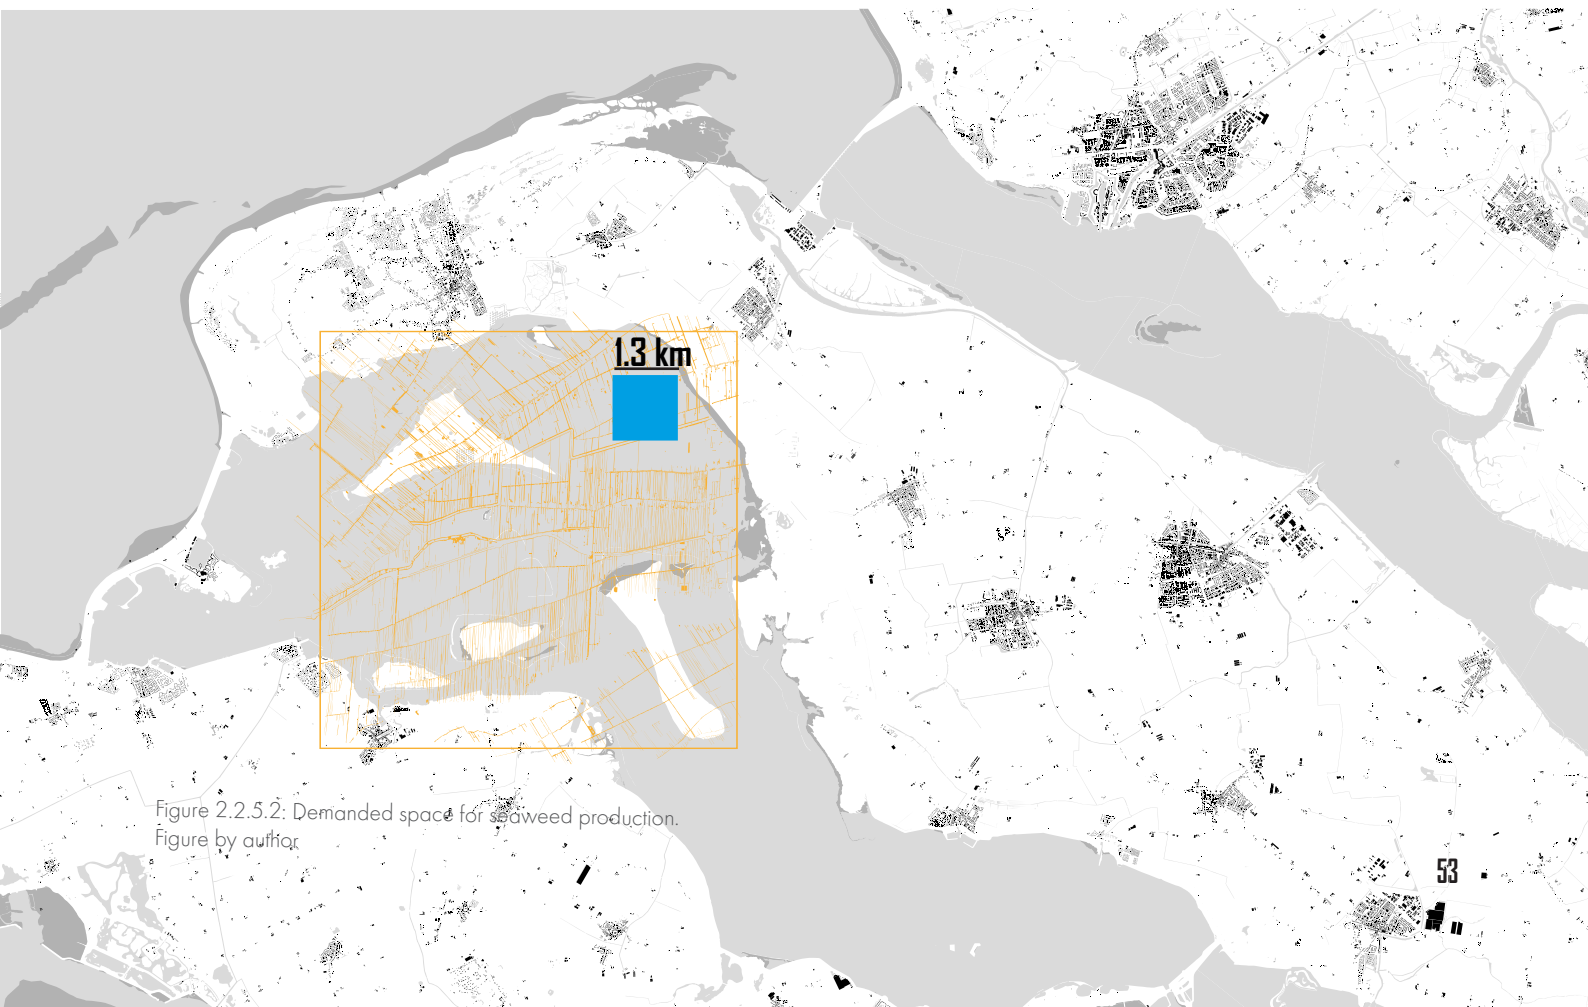 1.3 km
Figure 2.2.5.2: Demanded space for seaweed production.
Figure by author
53